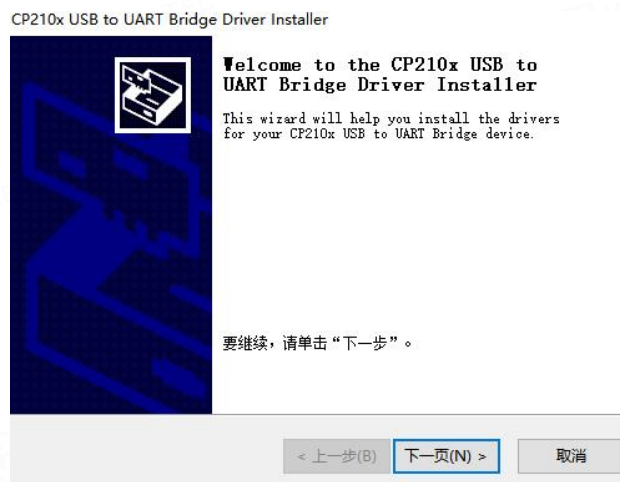 CP210x USB to UART Bridge Driver Installer
Welcome to the CP210x USB to
UART Bridge Driver Installer
This wizard will help you install the drivers
for your CP210x USB to UART Bridge device.
要继续，请单击“下一步”。
< 上一步(B)
下一页(N) >
取消